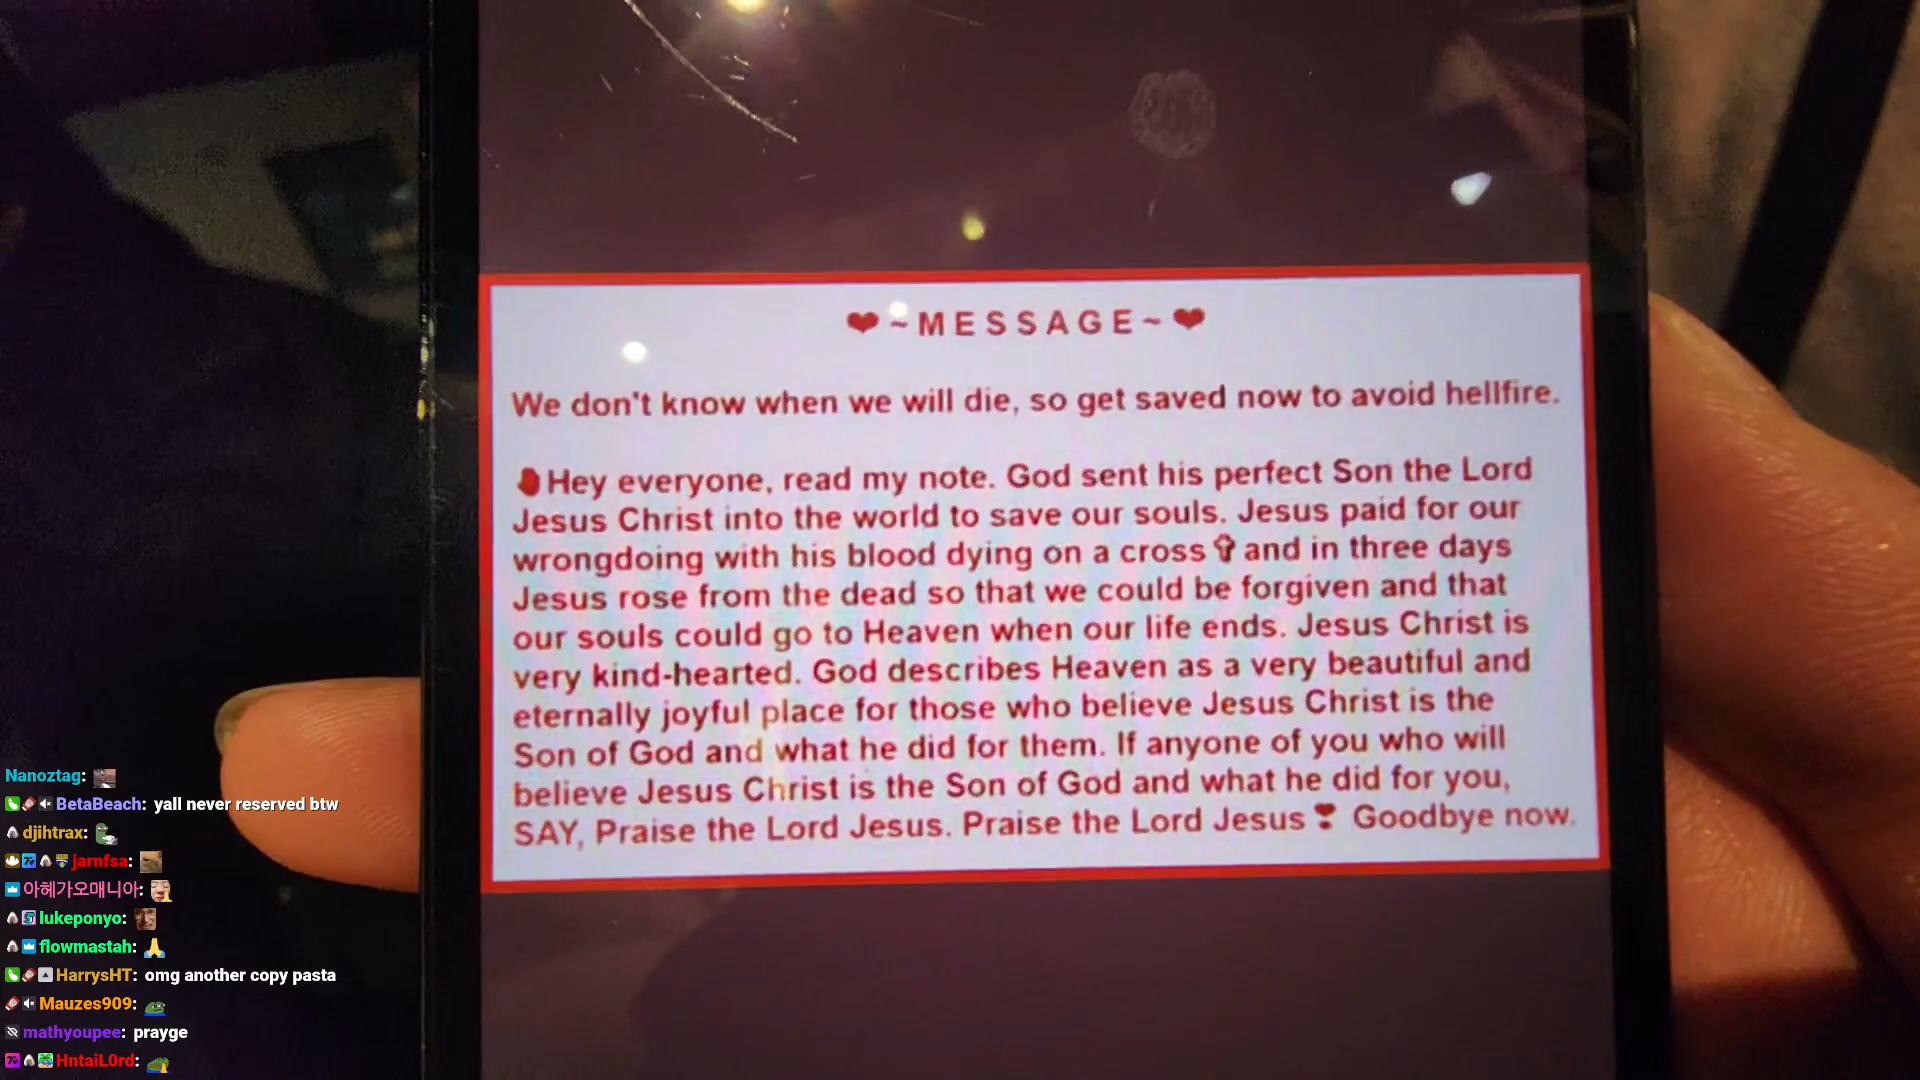 ❤~MESSAGE~❤
We don't know when we will die, so get saved now to avoid hellfire.
Hey everyone, read my note. God sent his perfect Son the Lord
Jesus Christ into the world to save our souls. Jesus paid for our
wrongdoing with his blood dying on a cross✞and in three days
Jesus rose from the dead so that we could be forgiven and that
our souls could go to Heaven when our life ends. Jesus Christ is
very kind-hearted. God describes Heaven as a very beautiful and
eternally joyful place for those who believe Jesus Christ is the
Son of God and what he did for them. If anyone of you who will
believe Jesus Christ is the Son of God and what he did for you,
SAY, Praise the Lord Jesus. Praise the Lord Jesus❣ Goodbye now.
Nanoztag:
BetaBeach: yall never reserved btw
djihtrax:
jarnfsa:
아헤가오매니아:
lukeponyo:
flowmastah: 🙏
HarrysHT: omg another copy pasta
Mauzes909:
mathyoupee: prayge
HntaiL0rd: